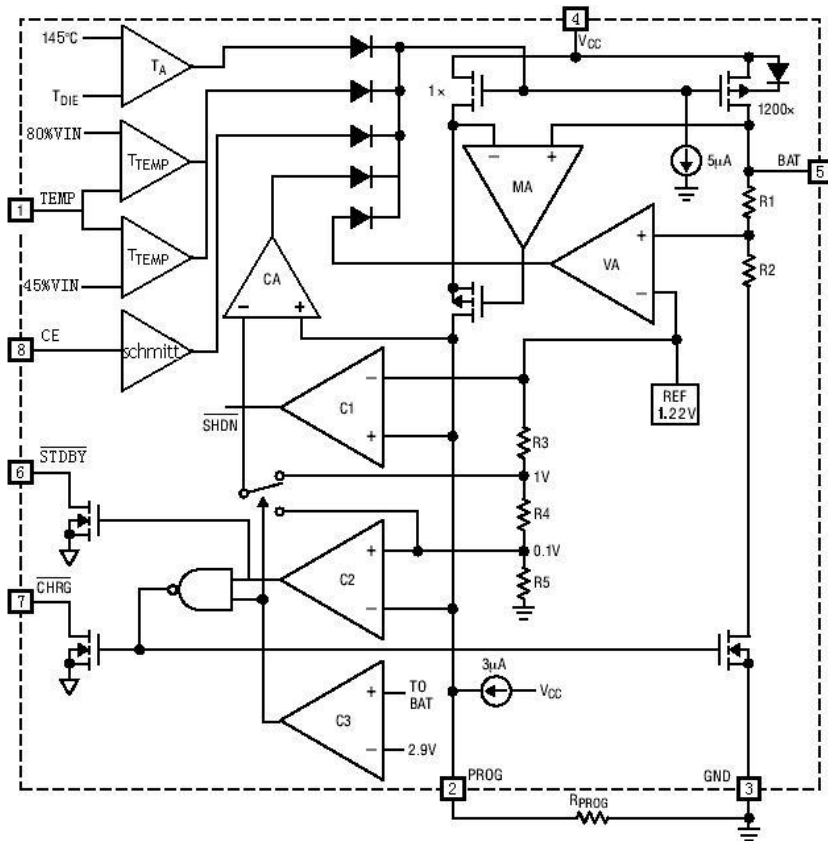 4
VCC
145°C
TA
TDIE
1×
1200×
80%VIN
TTEMP
− +
MA
5μA
BAT
5
TEMP
1
R1
TTEMP
+
VA
−
R2
45%VIN
CA
− +
CE
8
schmitt
−
C1
+
SHDN
REF
1.22V
R3
STDBY
6
1V
R4
+
C2
−
0.1V
R5
CHRG
7
3μA
VCC
+
C3
−
TO
BAT
2.9V
PROG
2
GND
3
RPROG